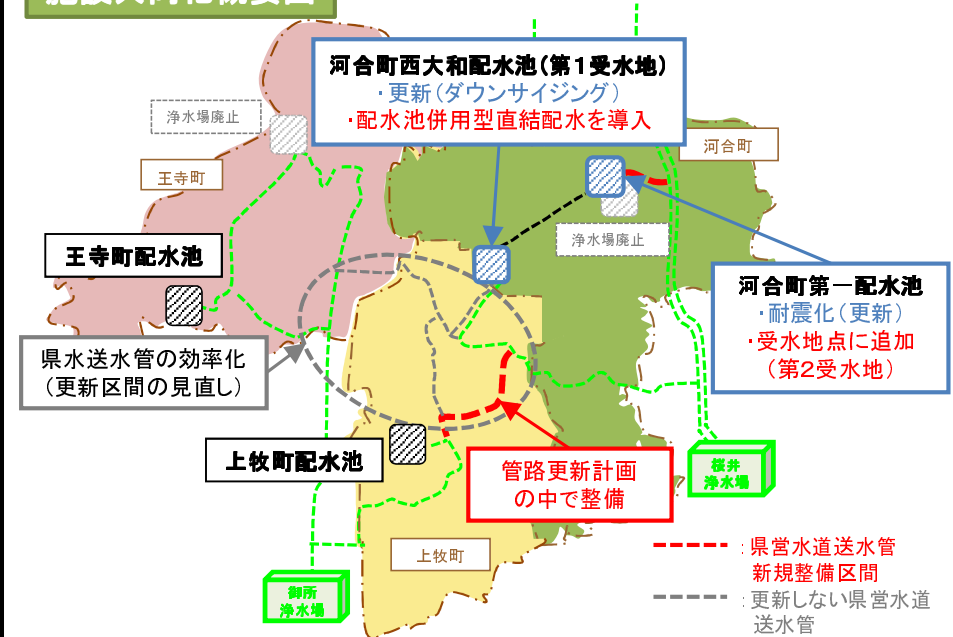 施設共同化概要図
河合町西大和配水池（第１受水地）
・更新（ダウンサイジング）
・配水池併用型直結配水を導入
浄水場廃止
河合町
王寺町
浄水場廃止
王寺町配水池
河合町第一配水池
・耐震化（更新）
・受水地点に追加
（第２受水地）
県水送水管の効率化
（更新区間の見直し）
上牧町配水池
管路更新計画
の中で整備
桜井
浄水場
上牧町
御所
浄水場
：県営水道送水管
新規整備区間
：更新しない県営水道
送水管